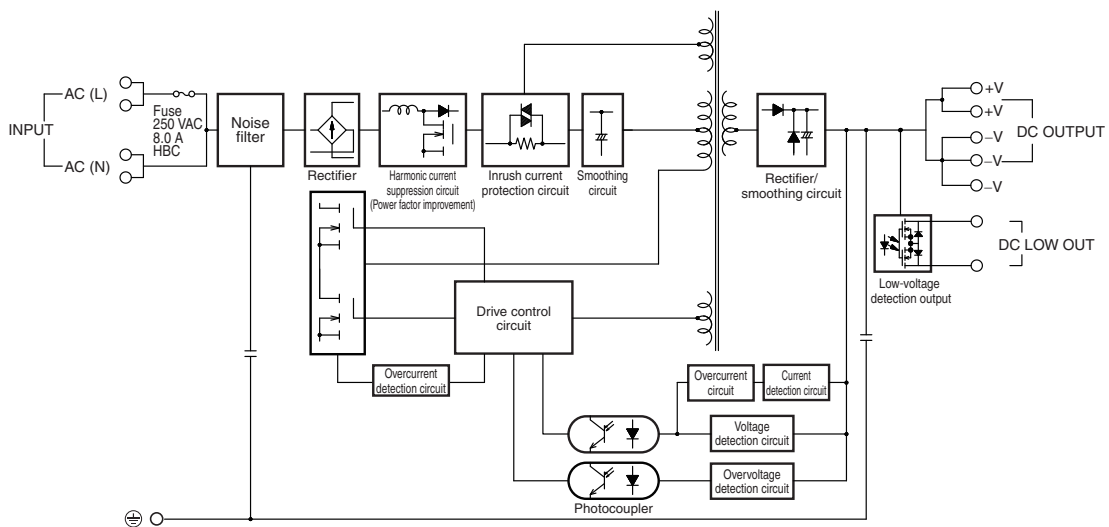 INPUT
AC (L)
AC (N)
Fuse
250 VAC
8.0 A
HBC
Noise
filter
Rectifier
Harmonic current
suppression circuit
(Power factor improvement)
Inrush current
protection circuit
Smoothing
circuit
Rectifier/
smoothing circuit
+V
+V
−V
−V
−V
DC OUTPUT
DC LOW OUT
Low-voltage
detection output
Drive control
circuit
Overcurrent
detection circuit
Overcurrent
circuit
Current
detection circuit
Voltage
detection circuit
Overvoltage
detection circuit
Photocoupler